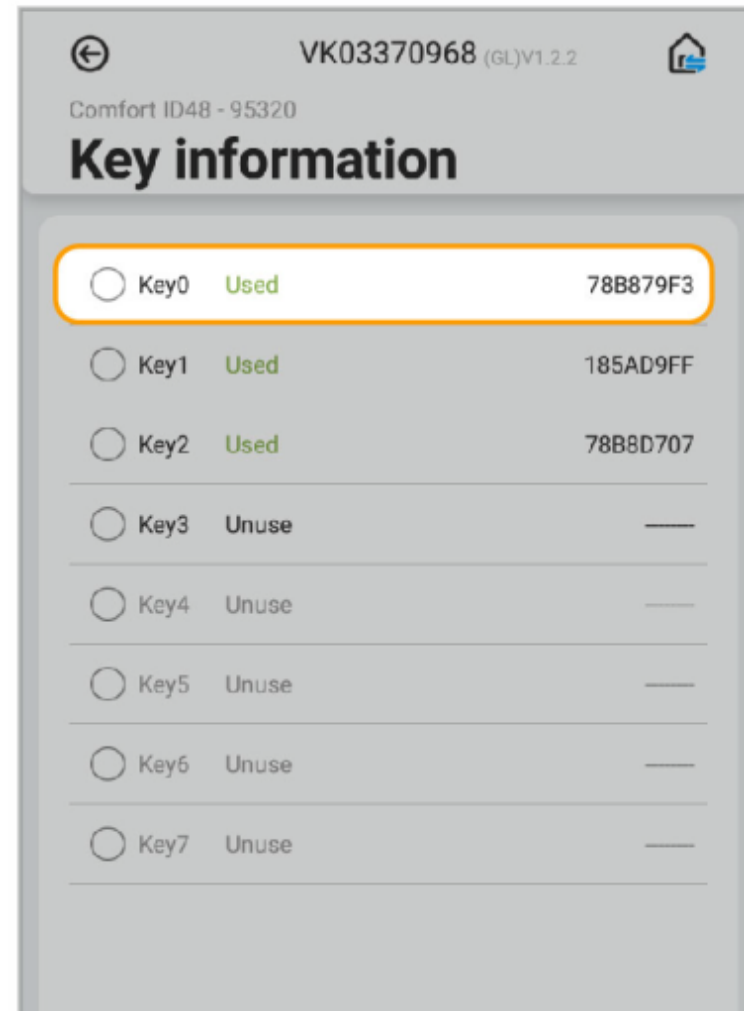 VK03370968 (GL)V1.2.2
Comfort ID48 - 95320
Key information
Key0 Used 78B879F3
Key1 Used 185AD9FF
Key2 Used 78B8D707
Key3 Unuse --------
Key4 Unuse --------
Key5 Unuse --------
Key6 Unuse --------
Key7 Unuse --------